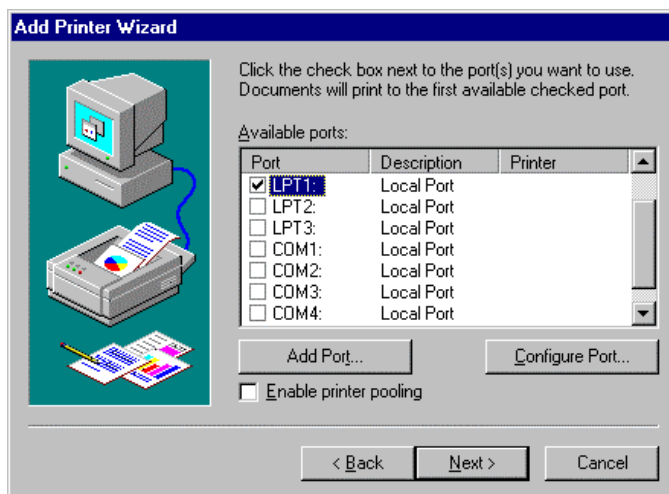 Add Printer Wizard
Click the check box next to the port(s) you want to use.
Documents will print to the first available checked port.
Available ports:
Port Description Printer
LPT1: Local Port
LPT2: Local Port
LPT3: Local Port
COM1: Local Port
COM2: Local Port
COM3: Local Port
COM4: Local Port
Add Port... Configure Port...
Enable printer pooling
< Back Next > Cancel